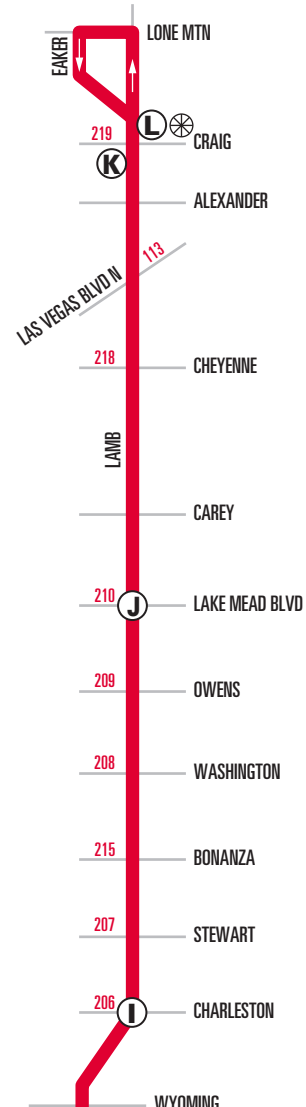 LONE MTN
EAKER
L
219
CRAIG
K
ALEXANDER
113
LAS VEGAS BLVD N
218
CHEYENNE
LAMB
CAREY
210
J
LAKE MEAD BLVD
209
OWENS
208
WASHINGTON
215
BONANZA
207
STEWART
206
I
CHARLESTON
WYOMING